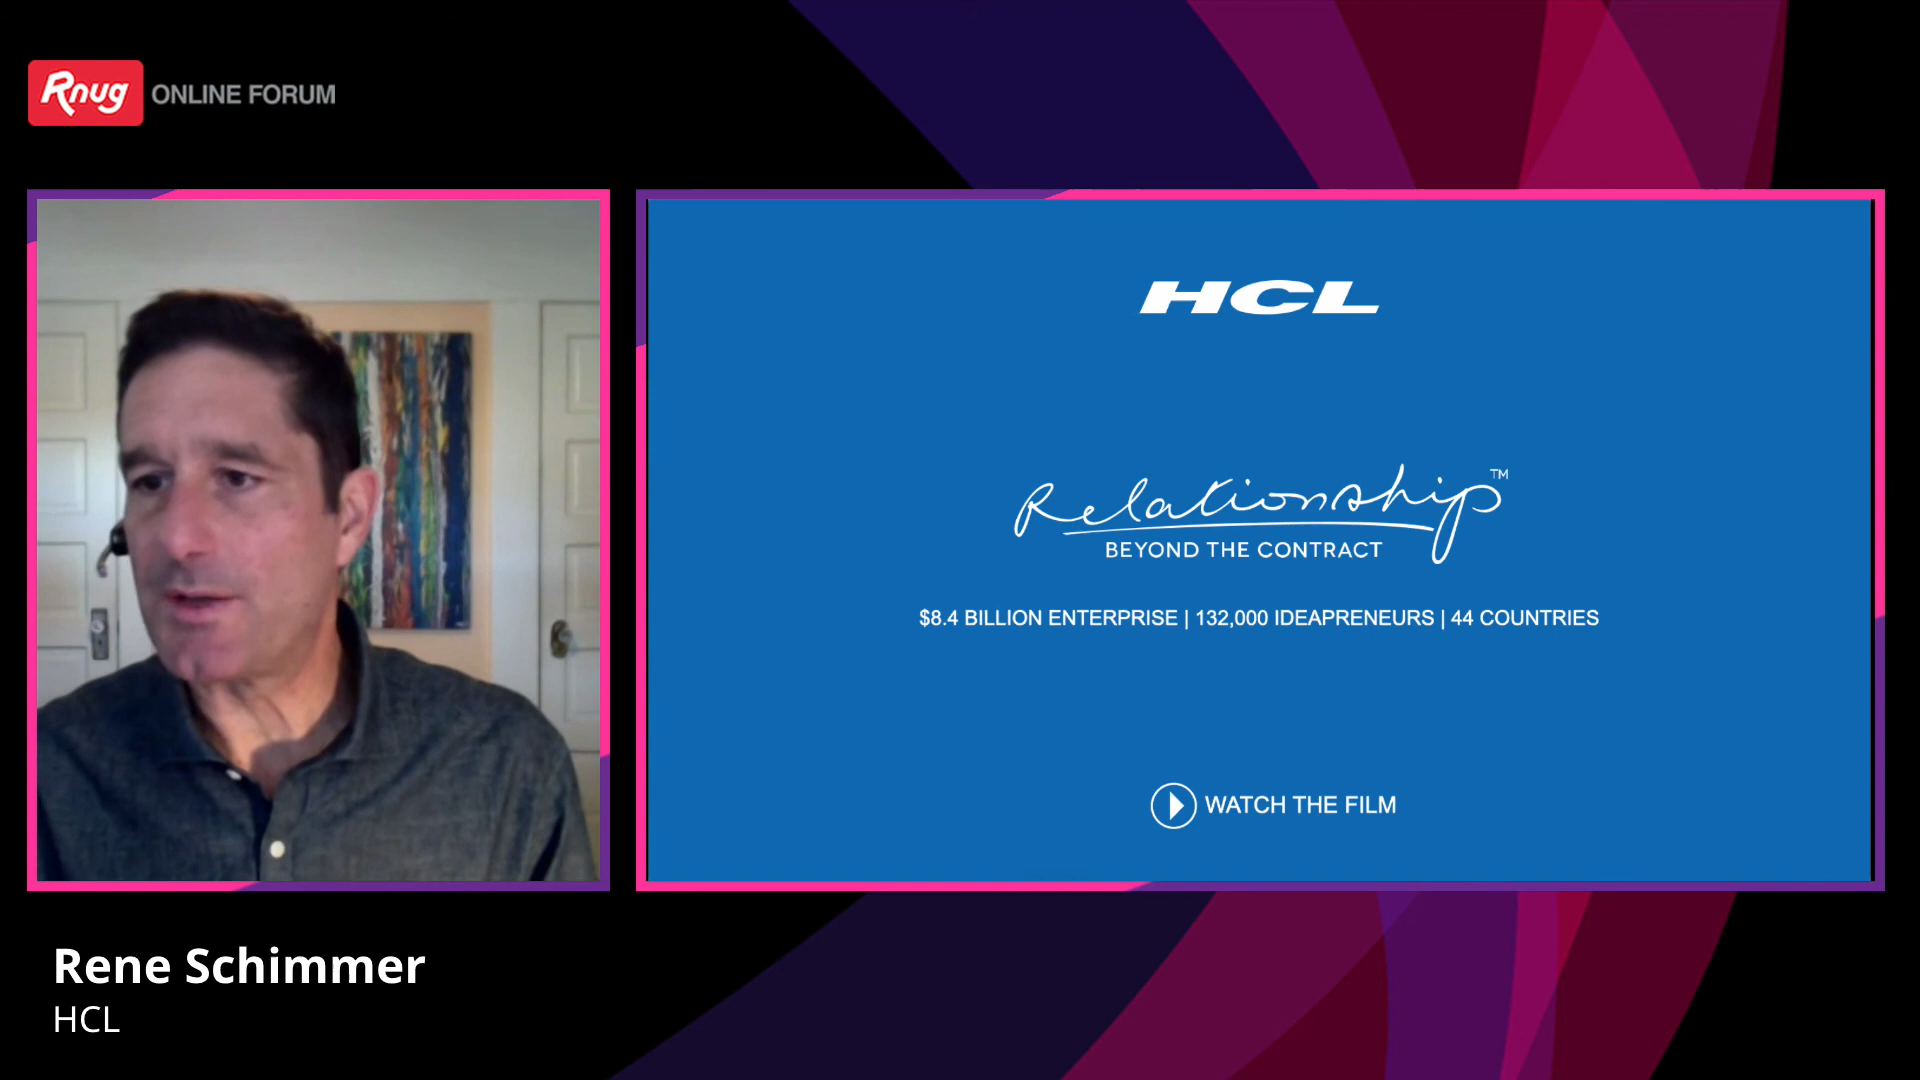 Rnug ONLINE FORUM
HCL
Relationship™
BEYOND THE CONTRACT
$8.4 BILLION ENTERPRISE | 132,000 IDEAPRENEURS | 44 COUNTRIES
WATCH THE FILM
Rene Schimmer
HCL